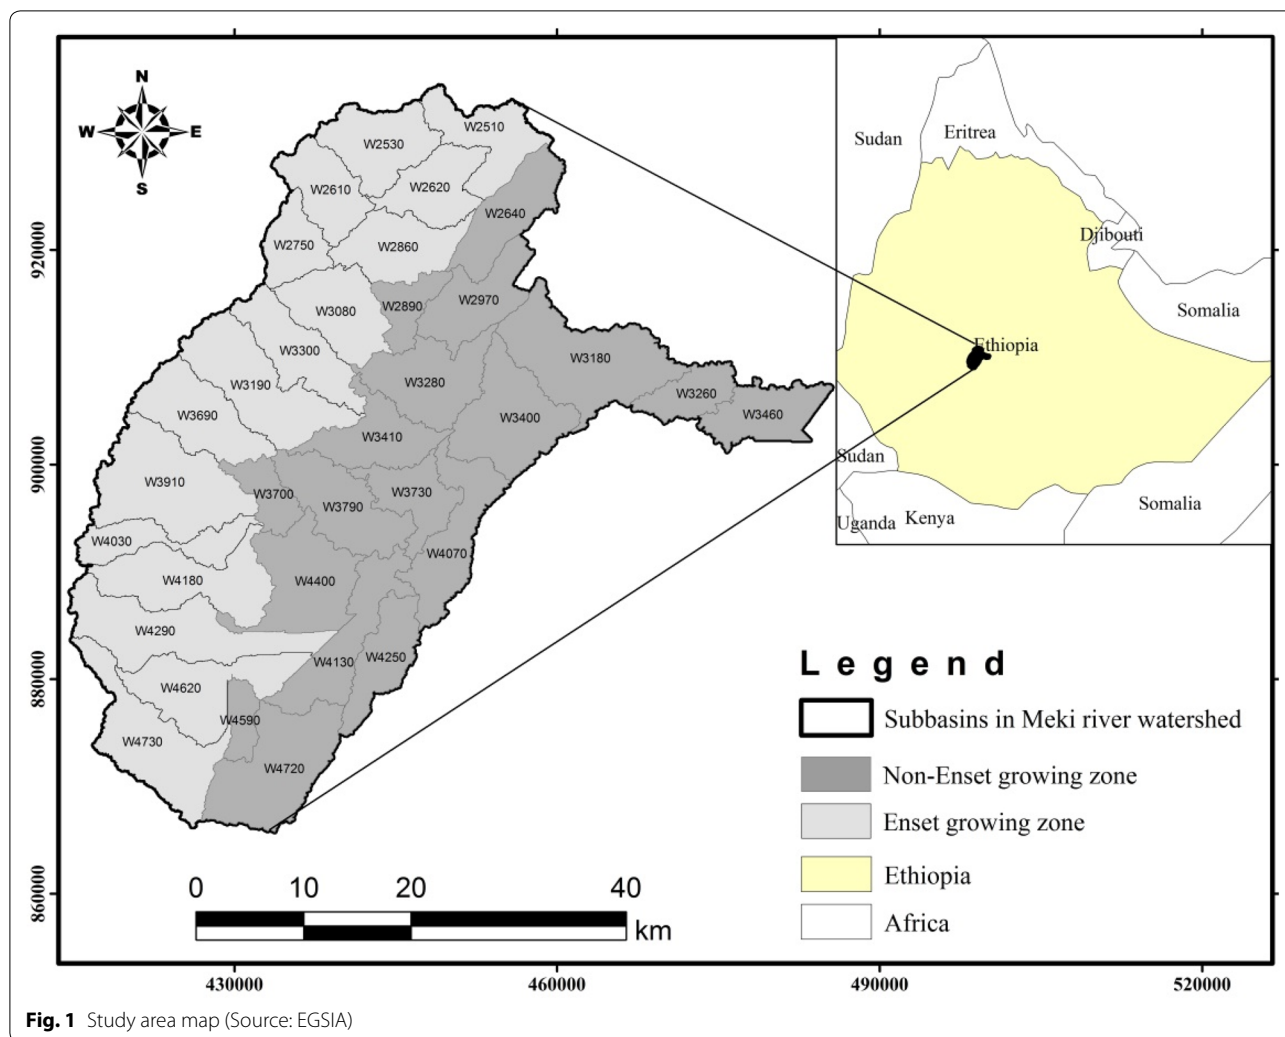 N
W E
S
W2510
W2530
W2620
W2610
W2640
W2750
W2860
W2970
W2890
W3080
W3300
W3180
W3280
W3190
W3260
W3690
W3400
W3460
W3410
W3910
W3700
W3730
W3790
W4030
W4070
W4180
W4400
W4290
W4130
W4250
W4620
W4590
W4730
W4720
Sudan
Eritrea
Djibouti
Somalia
Ethiopia
Sudan
Uganda
Kenya
Somalia
Legend
Subbasins in Meki river watershed
Non-Enset growing zone
Enset growing zone
Ethiopia
Africa
0 10 20 40
km
920000
900000
880000
860000
430000 460000 490000 520000
Fig. 1 Study area map (Source: EGSIA)